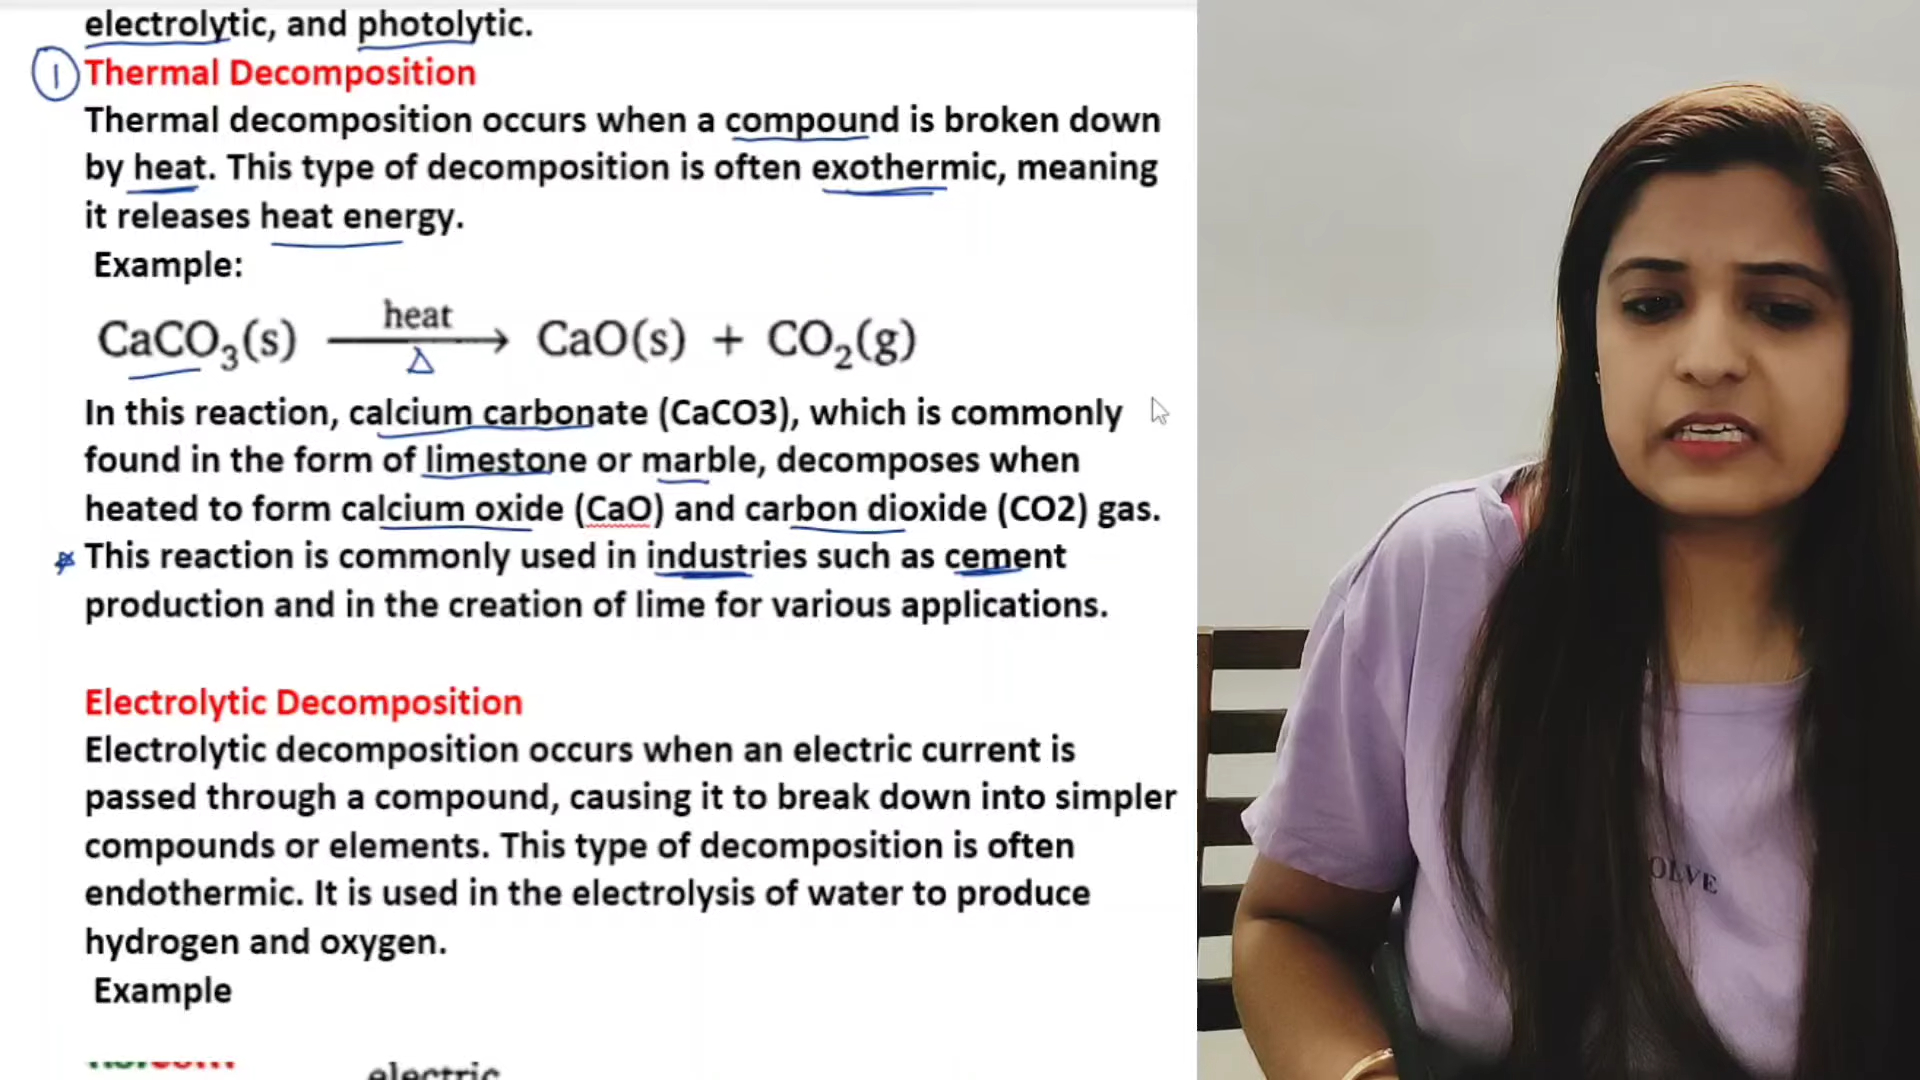 electrolytic, and photolytic.
1 Thermal Decomposition
Thermal decomposition occurs when a compound is broken down
by heat. This type of decomposition is often exothermic, meaning
it releases heat energy.
Example:
heat
CaCO₃(s) ⟶ CaO(s) + CO₂(g)
Δ
In this reaction, calcium carbonate (CaCO3), which is commonly
found in the form of limestone or marble, decomposes when
heated to form calcium oxide (CaO) and carbon dioxide (CO2) gas.
* This reaction is commonly used in industries such as cement
production and in the creation of lime for various applications.
Electrolytic Decomposition
Electrolytic decomposition occurs when an electric current is
passed through a compound, causing it to break down into simpler
compounds or elements. This type of decomposition is often
endothermic. It is used in the electrolysis of water to produce
hydrogen and oxygen.
Example
electric
OLVE